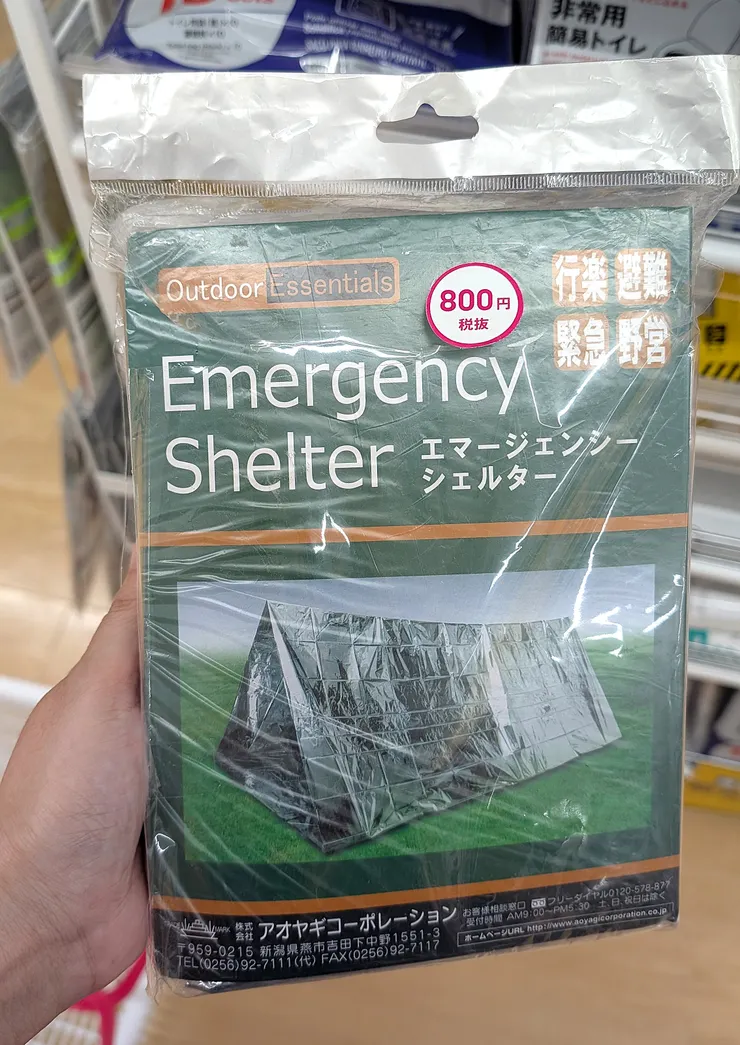 非常用
簡易トイレ
Outdoor Essentials
800円
税抜
行楽 避難
緊急 野営
Emergency
Shelter
エマージェンシー
シェルター
株式会社 アオヤギコーポレーション
〒959-0215 新潟県燕市吉田下中野1551-3
TEL(0256)92-7111(代) FAX(0256)92-7117
お客様相談窓口 フリーダイヤル0120-578-877
受付時間 AM9:00〜PM5:30 土、日、祝日は除く
ホームページURL http://www.aoyagicorporation.co.jp